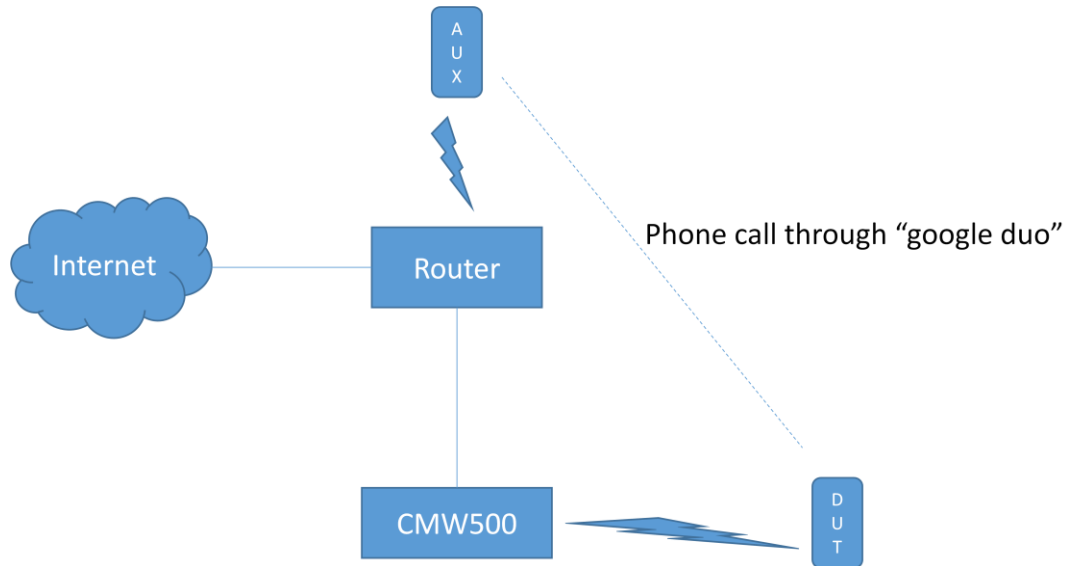 A
U
X
Internet
Router
Phone call through “google duo”
CMW500
D
U
T